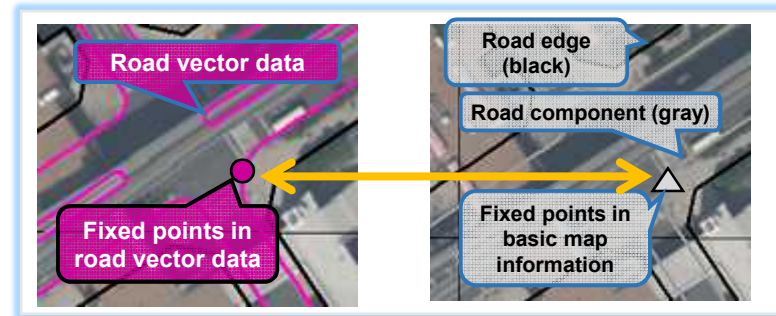 Road vector data
Fixed points in
road vector data
Road edge
(black)
Road component (gray)
Fixed points in
basic map
information